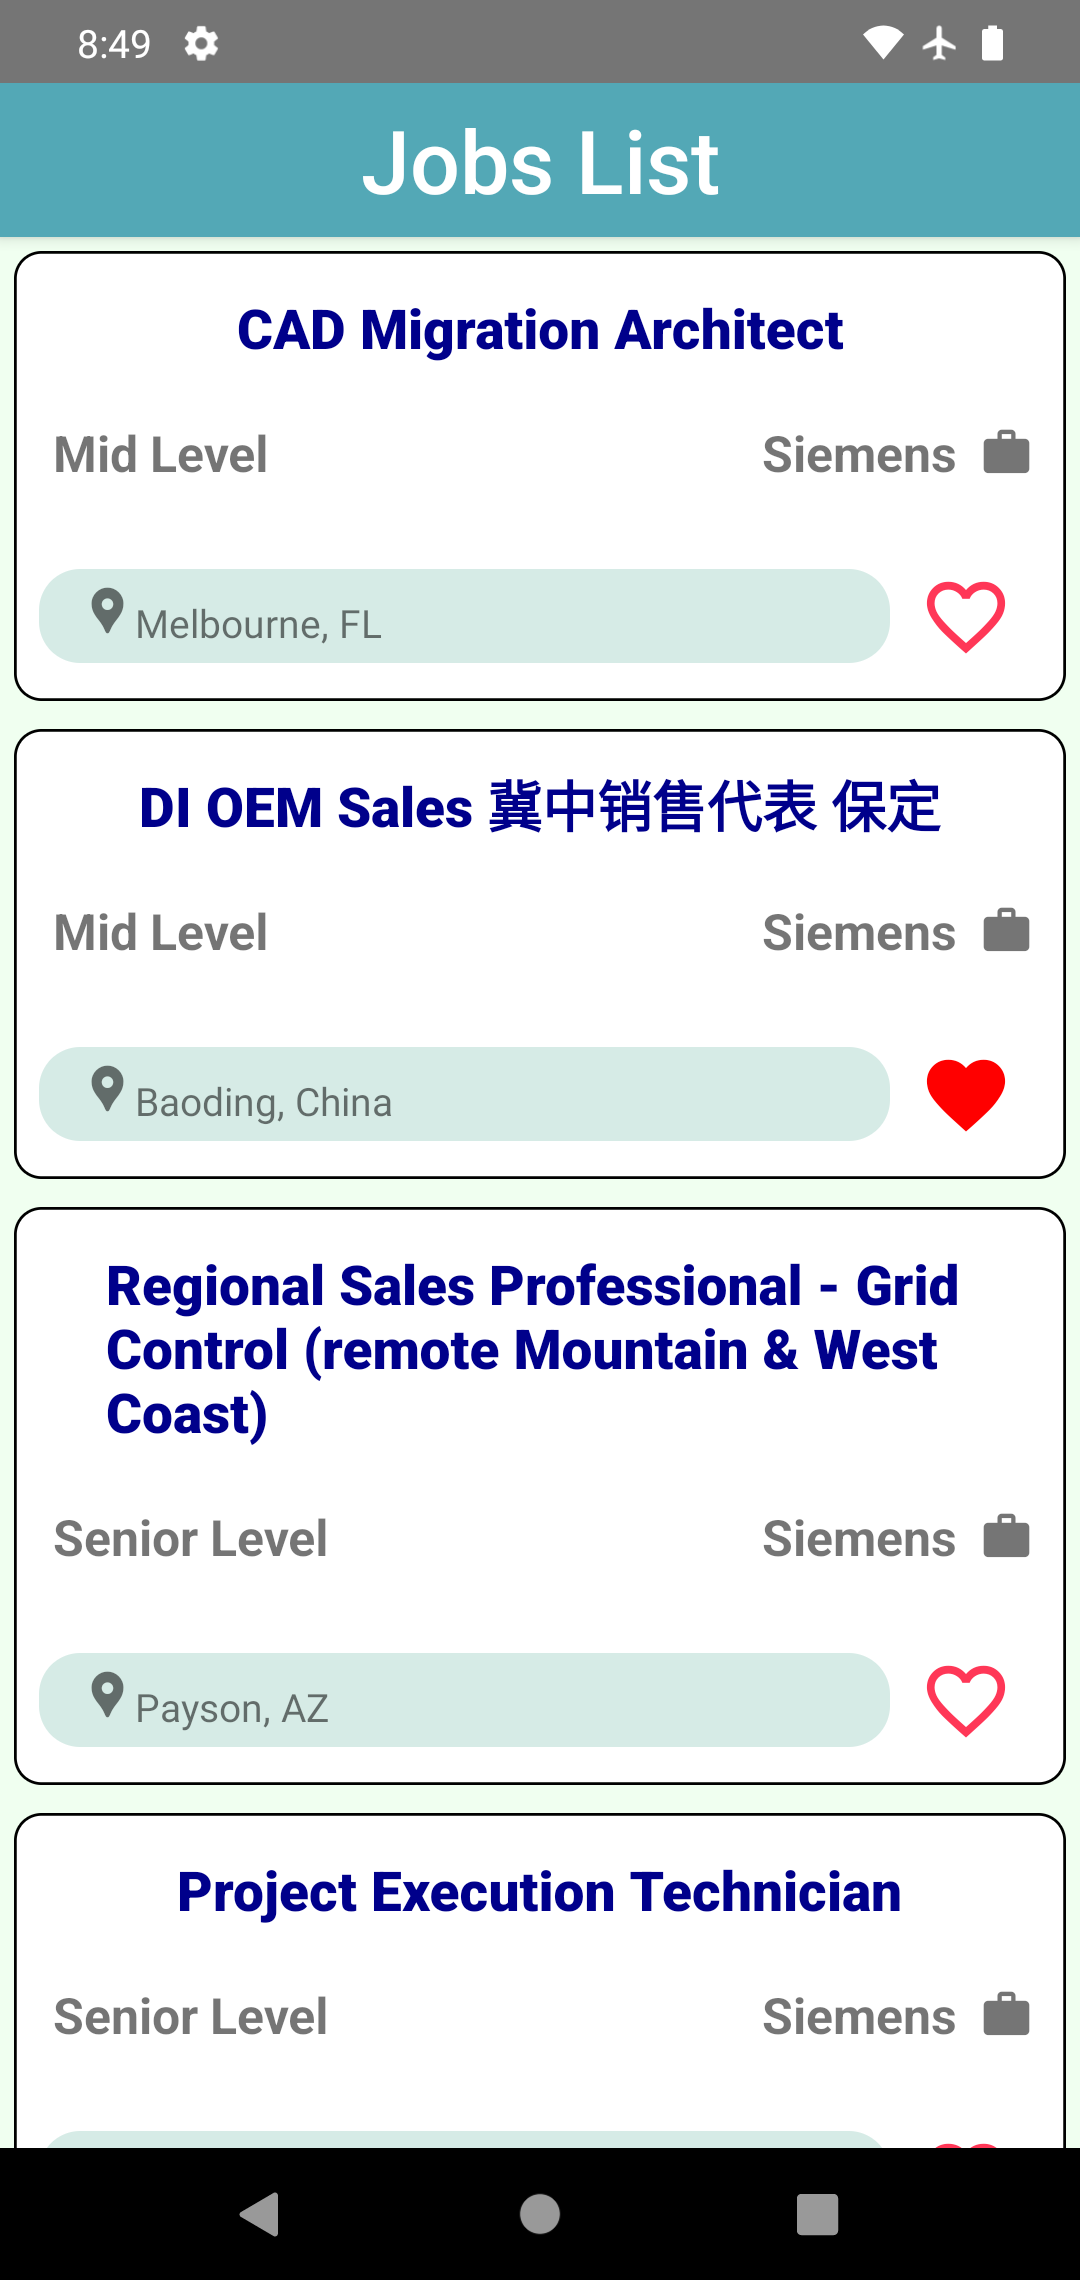 8:49
Jobs List
CAD Migration Architect
Mid Level
Siemens
Melbourne, FL
DI OEM Sales 冀中销售代表 保定
Mid Level
Siemens
Baoding, China
Regional Sales Professional - Grid
Control (remote Mountain & West
Coast)
Senior Level
Siemens
Payson, AZ
Project Execution Technician
Senior Level
Siemens